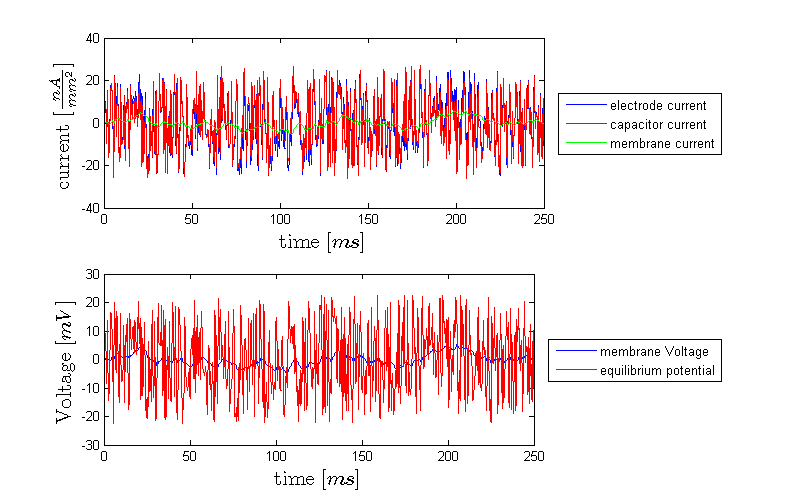 40
20
0
-20
-40
current [nA/mm²]
0 50 100 150 200 250
time [ms]
electrode current
capacitor current
membrane current
30
20
10
0
-10
-20
-30
Voltage [mV]
0 50 100 150 200 250
time [ms]
membrane Voltage
equilibrium potential